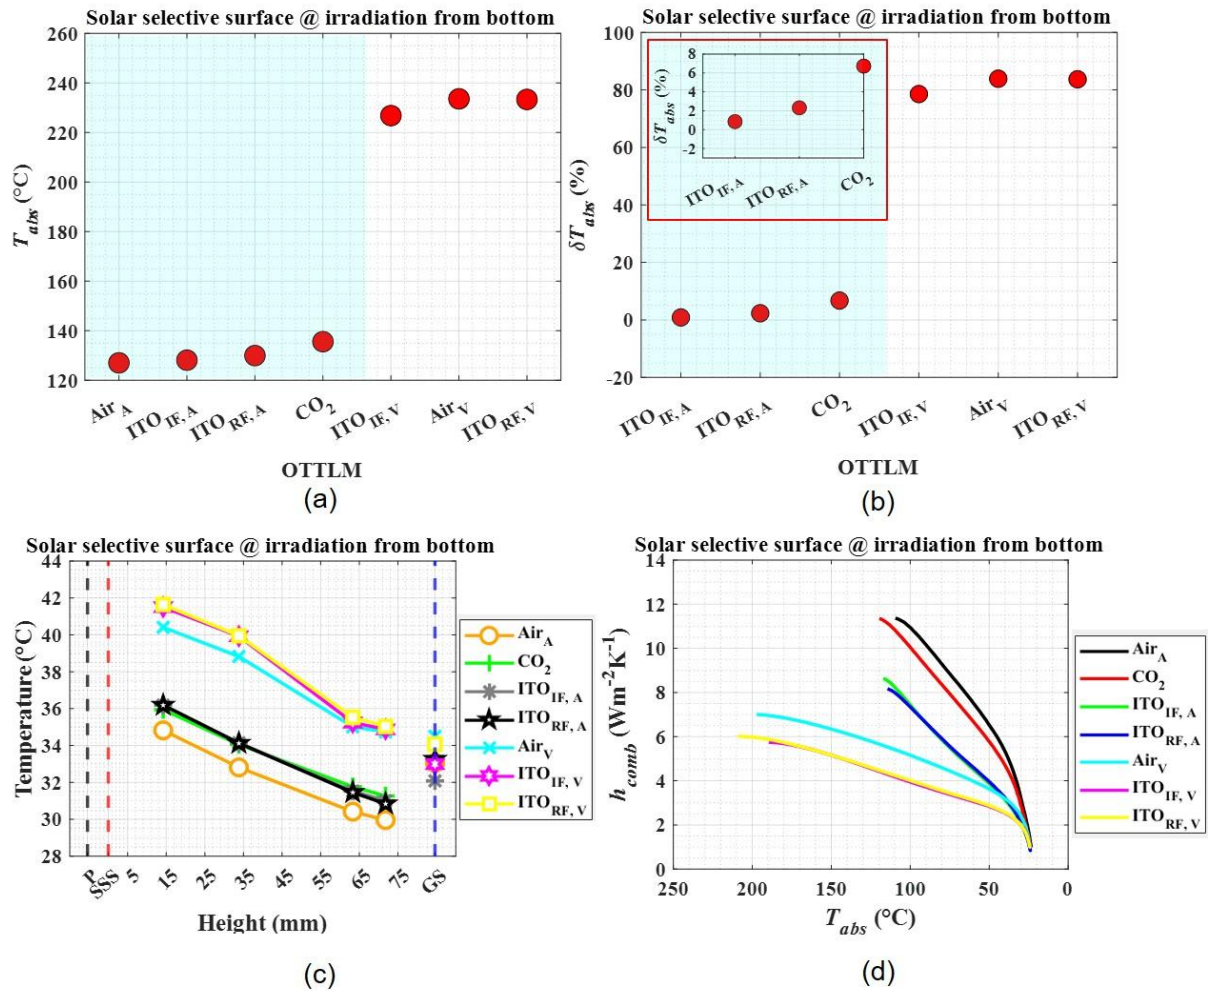 Solar selective surface @ irradiation from bottom
260
240
220
200
180
160
140
120
T_abs (°C)
Air_A
ITO_IF, A
ITO_RF, A
CO_2
ITO_IF, V
Air_V
ITO_RF, V
OTTLM
(a)
Solar selective surface @ irradiation from bottom
100
80
60
40
20
0
-20
δT_abs (%)
8
6
4
2
0
-2
δT_abs (%)
ITO_IF, A
ITO_RF, A
CO_2
ITO_IF, A
ITO_RF, A
CO_2
ITO_IF, V
Air_V
ITO_RF, V
OTTLM
(b)
Solar selective surface @ irradiation from bottom
44
42
40
38
36
34
32
30
28
Temperature (°C)
P
SSS
5
15
25
35
45
55
65
75
GS
Height (mm)
Air_A
CO_2
ITO_IF, A
ITO_RF, A
Air_V
ITO_IF, V
ITO_RF, V
(c)
Solar selective surface @ irradiation from bottom
14
12
10
8
6
4
2
0
h_comb (Wm^-2K^-1)
250
200
150
100
50
0
T_abs (°C)
Air_A
CO_2
ITO_IF, A
ITO_RF, A
Air_V
ITO_IF, V
ITO_RF, V
(d)